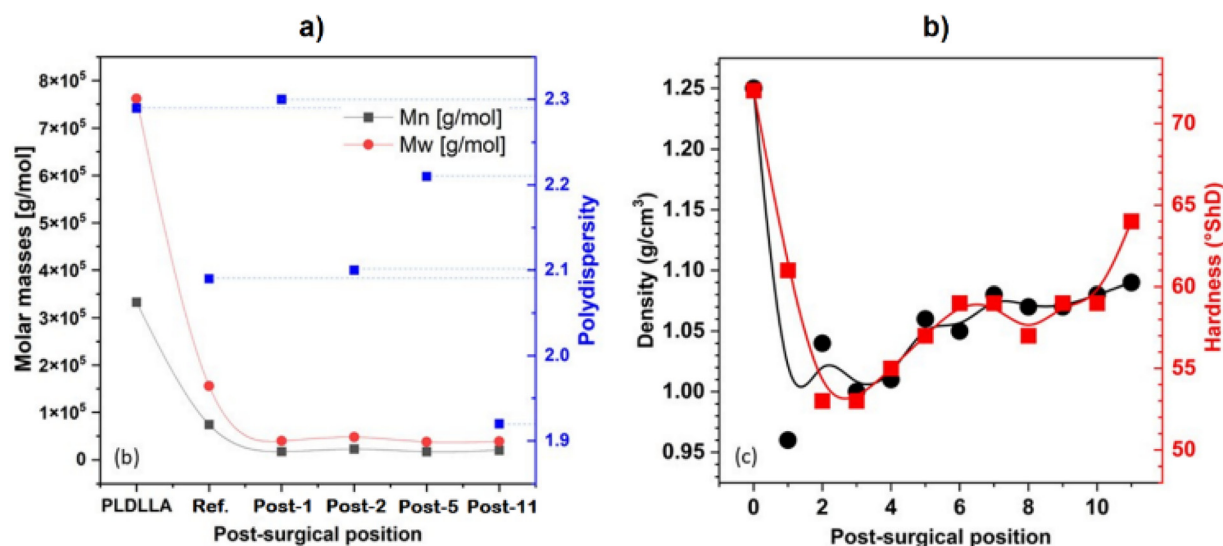 a)
8×10⁵
7×10⁵
6×10⁵
5×10⁵
4×10⁵
3×10⁵
2×10⁵
1×10⁵
0
Molar masses [g/mol]
Mn [g/mol]
Mw [g/mol]
(b)
2.3
2.2
2.1
2.0
1.9
Polydispersity
PLDLLA Ref. Post-1 Post-2 Post-5 Post-11
Post-surgical position
b)
1.25
1.20
1.15
1.10
1.05
1.00
0.95
Density (g/cm³)
(c)
70
65
60
55
50
Hardness (°ShD)
0 2 4 6 8 10
Post-surgical position